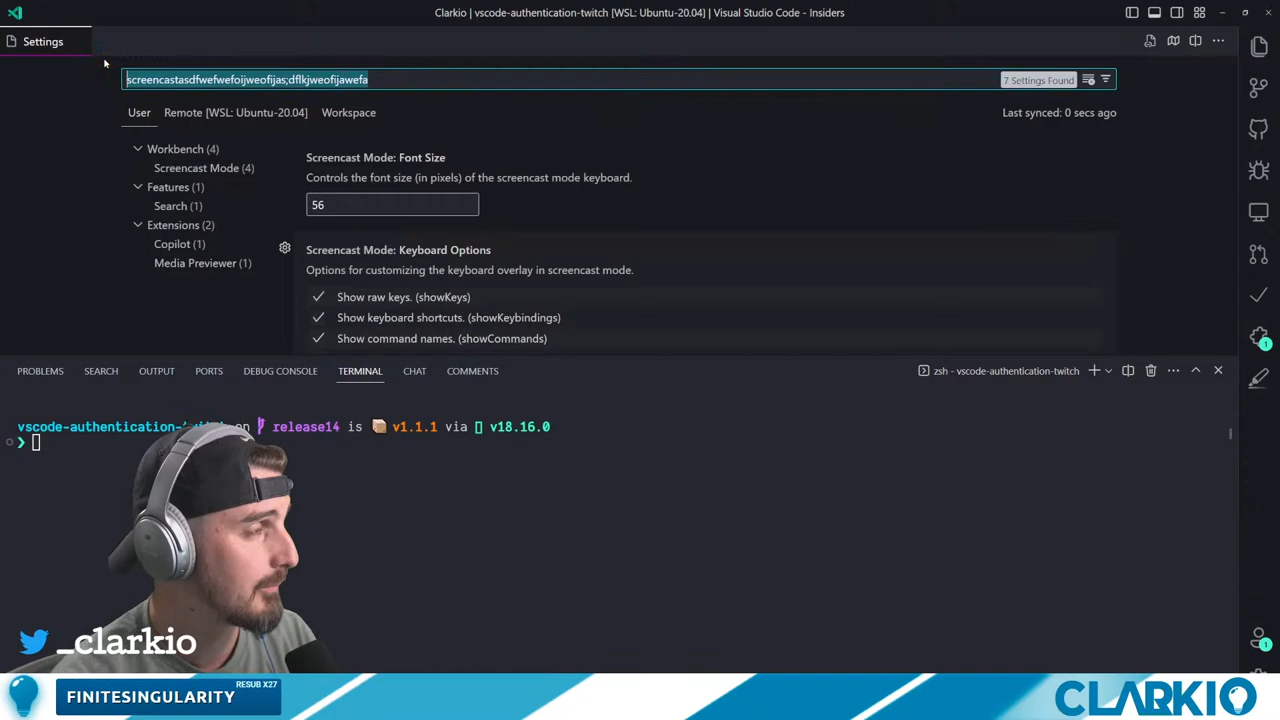 Clarkio | vscode-authentication-twitch [WSL: Ubuntu-20.04] | Visual Studio Code - Insiders
Settings
screencastasdfwefwefoijweofijas;dflkjweofijawefa
7 Settings Found
User
Remote [WSL: Ubuntu-20.04]
Workspace
Last synced: 0 secs ago
Workbench (4)
Screencast Mode (4)
Features (1)
Search (1)
Extensions (2)
Copilot (1)
Media Previewer (1)
Screencast Mode: Font Size
Controls the font size (in pixels) of the screencast mode keyboard.
56
Screencast Mode: Keyboard Options
Options for customizing the keyboard overlay in screencast mode.
Show raw keys. (showKeys)
Show keyboard shortcuts. (showKeybindings)
Show command names. (showCommands)
1
PROBLEMS SEARCH OUTPUT PORTS DEBUG CONSOLE TERMINAL CHAT COMMENTS
zsh - vscode-authentication-twitch
vscode-authentication- on release14 is v1.1.1 via v18.16.0
1
_clarkio
FINITESINGULARITY
RESUB X27
CLARKIO